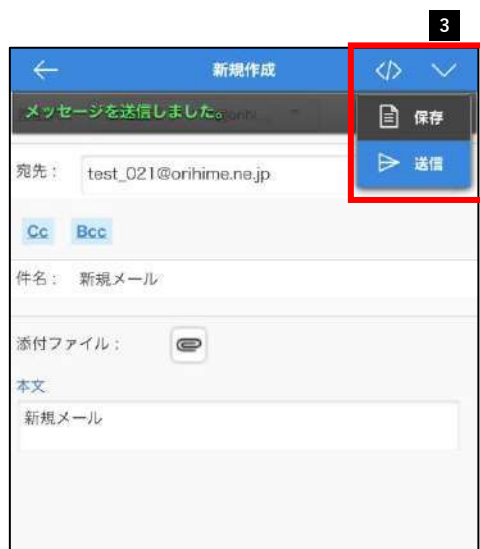 3
新規作成
</>
メッセージを送信しました。
保存
宛先： test_021@orihime.ne.jp
送信
Cc Bcc
件名： 新規メール
添付ファイル：
本文
新規メール